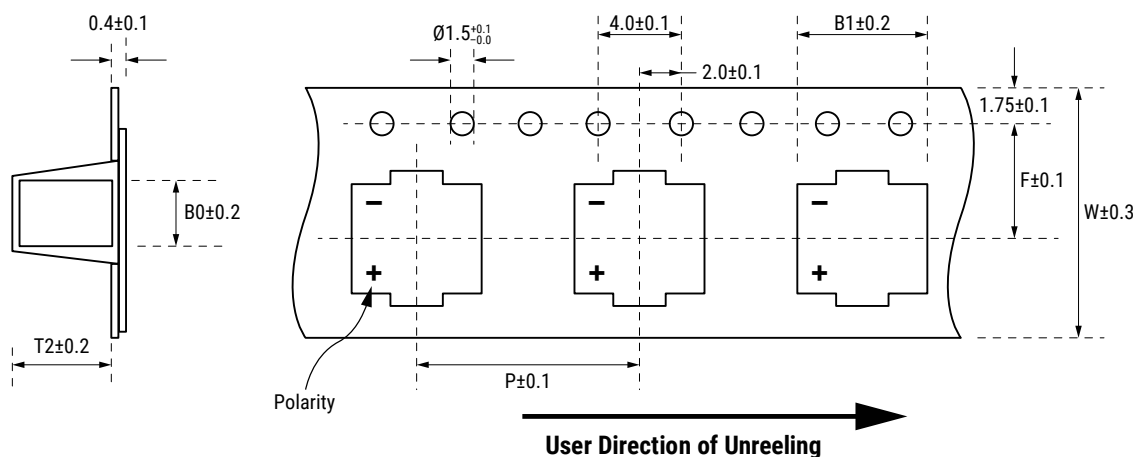 0.4±0.1
Ø1.5+0.1 -0.0
4.0±0.1
B1±0.2
2.0±0.1
1.75±0.1
B0±0.2
F±0.1
W±0.3
−
−
−
+
+
+
T2±0.2
P±0.1
Polarity
User Direction of Unreeling